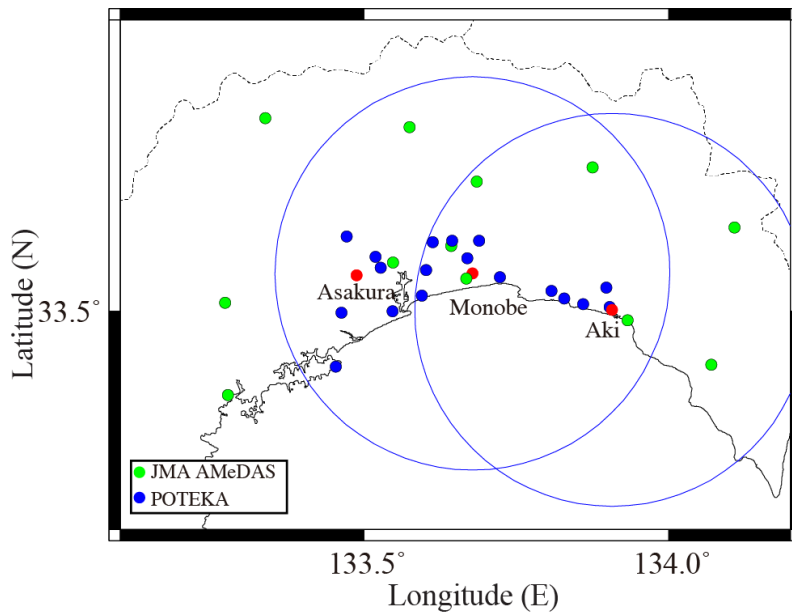 Latitude (N)
33.5°
Asakura
Monobe
Aki
JMA AMeDAS
POTEKA
133.5°
134.0°
Longitude (E)